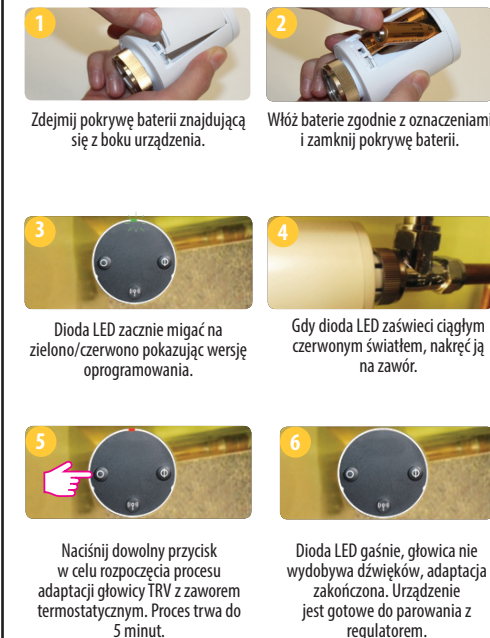 1
Zdejmij pokrywę baterii znajdującą
się z boku urządzenia.
2
Włóż baterie zgodnie z oznaczeniami
i zamknij pokrywę baterii.
3
Dioda LED zacznie migać na
zielono/czerwono pokazując wersję
oprogramowania.
4
Gdy dioda LED zaświeci ciągłym
czerwonym światłem, nakręć ją
na zawór.
5
Naciśnij dowolny przycisk
w celu rozpoczęcia procesu
adaptacji głowicy TRV z zaworem
termostatycznym. Proces trwa do
5 minut.
6
Dioda LED gaśnie, głowica nie
wydobywa dźwięków, adaptacja
zakończona. Urządzenie
jest gotowe do parowania z
regulatorem.